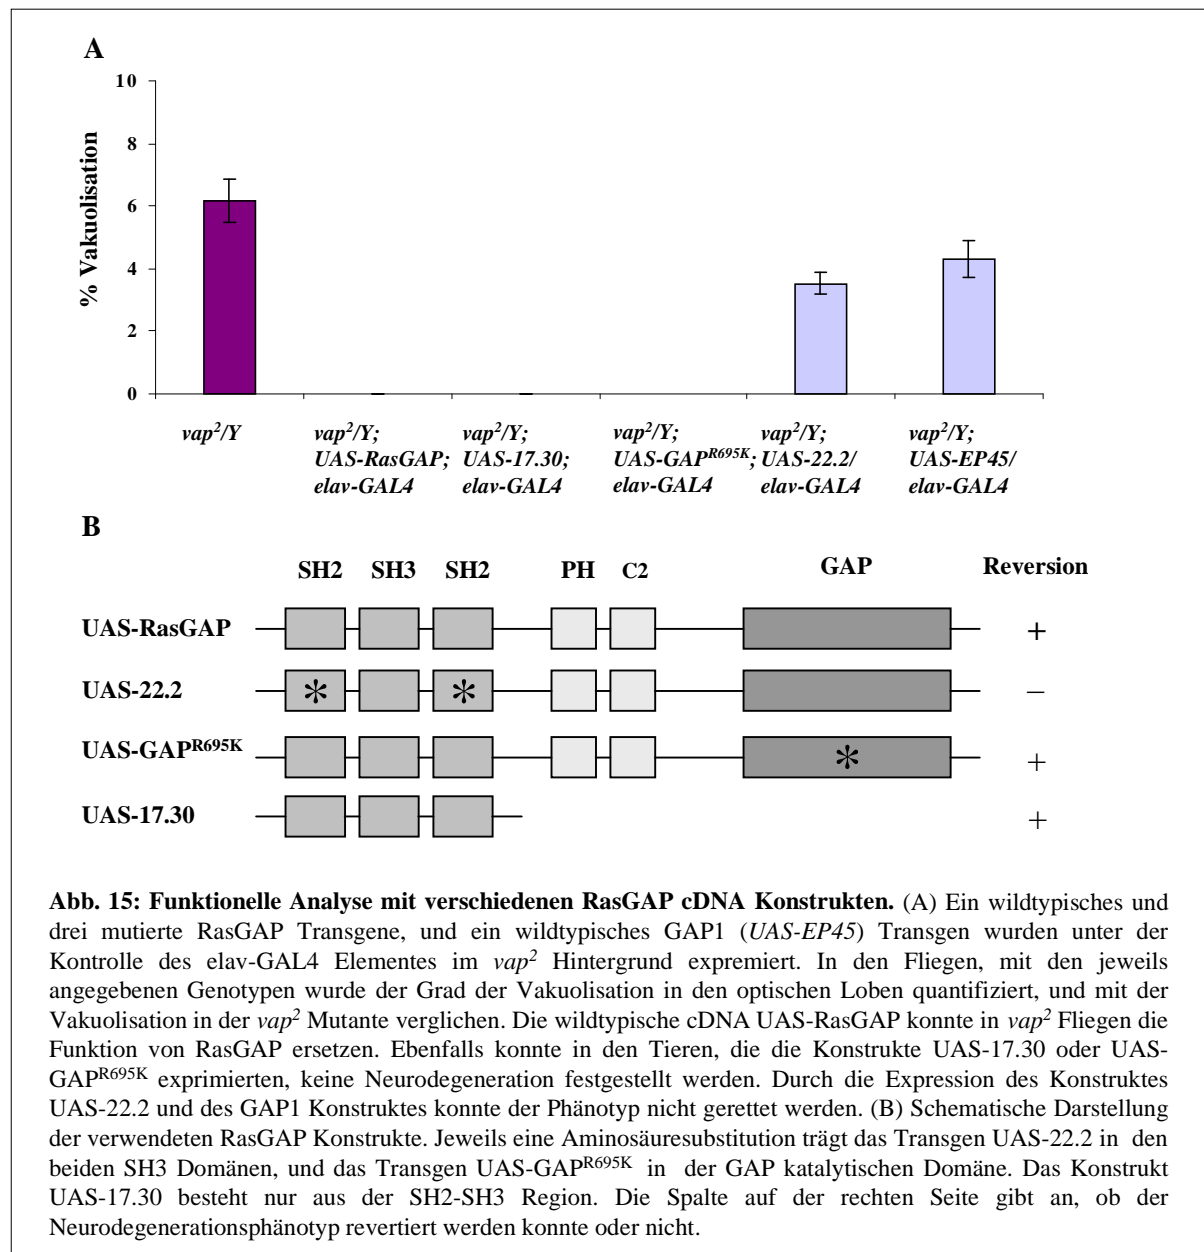 A
% Vakuolisation
10
8
6
4
2
0
vap²/Y
vap²/Y;
UAS-RasGAP;
elav-GAL4
vap²/Y;
UAS-17.30;
elav-GAL4
vap²/Y;
UAS-GAPᴿ⁶⁹⁵ᴷ;
elav-GAL4
vap²/Y;
UAS-22.2/
elav-GAL4
vap²/Y;
UAS-EP45/
elav-GAL4
B
SH2 SH3 SH2 PH C2 GAP Reversion
UAS-RasGAP +
UAS-22.2 * * –
UAS-GAPᴿ⁶⁹⁵ᴷ * +
UAS-17.30 +
Abb. 15: Funktionelle Analyse mit verschiedenen RasGAP cDNA Konstrukten. (A) Ein wildtypisches und
drei mutierte RasGAP Transgene, und ein wildtypisches GAP1 (UAS-EP45) Transgen wurden unter der
Kontrolle des elav-GAL4 Elementes im vap² Hintergrund expremiert. In den Fliegen, mit den jeweils
angegebenen Genotypen wurde der Grad der Vakuolisation in den optischen Loben quantifiziert, und mit der
Vakuolisation in der vap² Mutante verglichen. Die wildtypische cDNA UAS-RasGAP konnte in vap² Fliegen die
Funktion von RasGAP ersetzen. Ebenfalls konnte in den Tieren, die die Konstrukte UAS-17.30 oder UAS-
GAPᴿ⁶⁹⁵ᴷ exprimierten, keine Neurodegeneration festgestellt werden. Durch die Expression des Konstruktes
UAS-22.2 und des GAP1 Konstruktes konnte der Phänotyp nicht gerettet werden. (B) Schematische Darstellung
der verwendeten RasGAP Konstrukte. Jeweils eine Aminosäuresubstitution trägt das Transgen UAS-22.2 in den
beiden SH3 Domänen, und das Transgen UAS-GAPᴿ⁶⁹⁵ᴷ in der GAP katalytischen Domäne. Das Konstrukt
UAS-17.30 besteht nur aus der SH2-SH3 Region. Die Spalte auf der rechten Seite gibt an, ob der
Neurodegenerationsphänotyp revertiert werden konnte oder nicht.